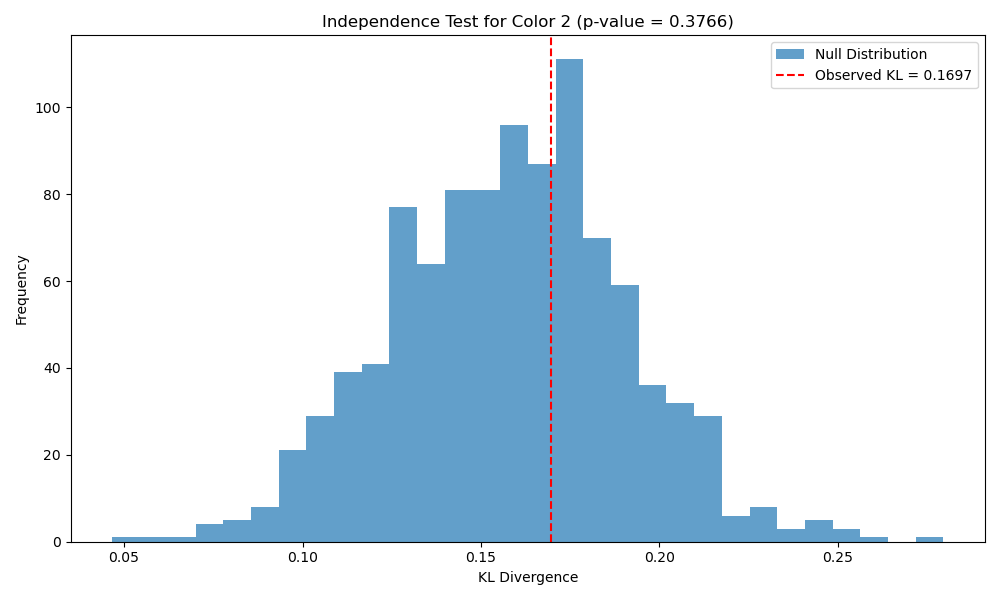 Independence Test for Color 2 (p-value = 0.3766)
Null Distribution
Observed KL = 0.1697
100
80
60
40
20
0
Frequency
0.05 0.10 0.15 0.20 0.25
KL Divergence